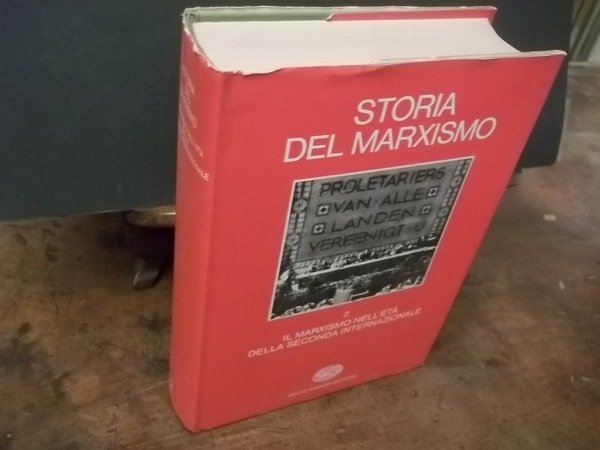 STORIA
DEL MARXISMO
PROLETARIERS
VAN·ALLE
LANDEN
VEREENIGT·U
2
IL MARXISMO NELL'ETÀ
DELLA SECONDA INTERNAZIONALE
GIULIO EINAUDI EDITORE